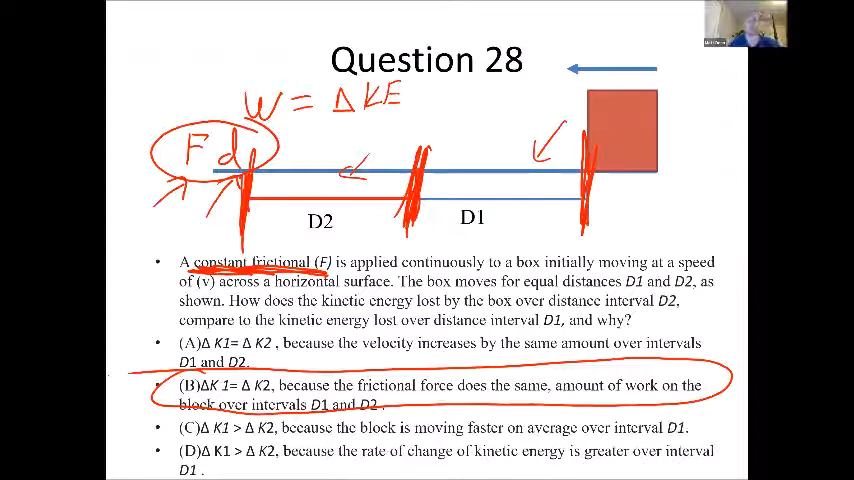 Question 28
W = Δ KE
F d
D2
D1
• A constant frictional (F) is applied continuously to a box initially moving at a speed
of (v) across a horizontal surface. The box moves for equal distances D1 and D2, as
shown. How does the kinetic energy lost by the box over distance interval D2,
compare to the kinetic energy lost over distance interval D1, and why?
• (A)Δ K1= Δ K2 , because the velocity increases by the same amount over intervals
D1 and D2.
• (B)ΔK 1= Δ K2, because the frictional force does the same, amount of work on the
block over intervals D1 and D2 .
• (C)Δ K1 > Δ K2, because the block is moving faster on average over interval D1.
• (D)Δ K1 > Δ K2, because the rate of change of kinetic energy is greater over interval
D1 .